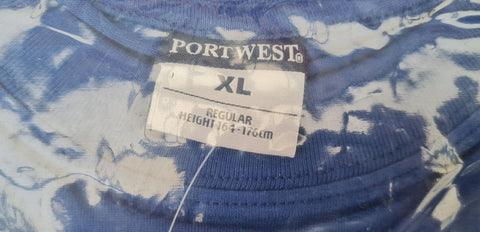 PORTWEST®
XL
REGULAR
HEIGHT 164-176cm